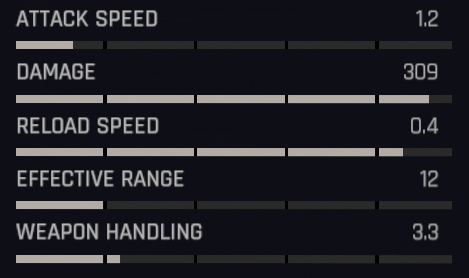 ATTACK SPEED 1.2
DAMAGE 309
RELOAD SPEED 0.4
EFFECTIVE RANGE 12
WEAPON HANDLING 3.3